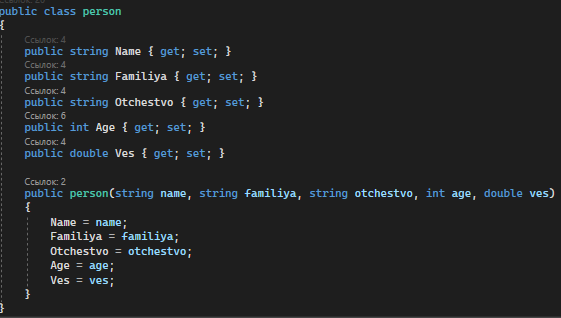 public class person
{
Ссылок: 4
public string Name { get; set; }
Ссылок: 4
public string Familiya { get; set; }
Ссылок: 4
public string Otchestvo { get; set; }
Ссылок: 6
public int Age { get; set; }
Ссылок: 4
public double Ves { get; set; }
Ссылок: 2
public person(string name, string familiya, string otchestvo, int age, double ves)
{
Name = name;
Familiya = familiya;
Otchestvo = otchestvo;
Age = age;
Ves = ves;
}
}